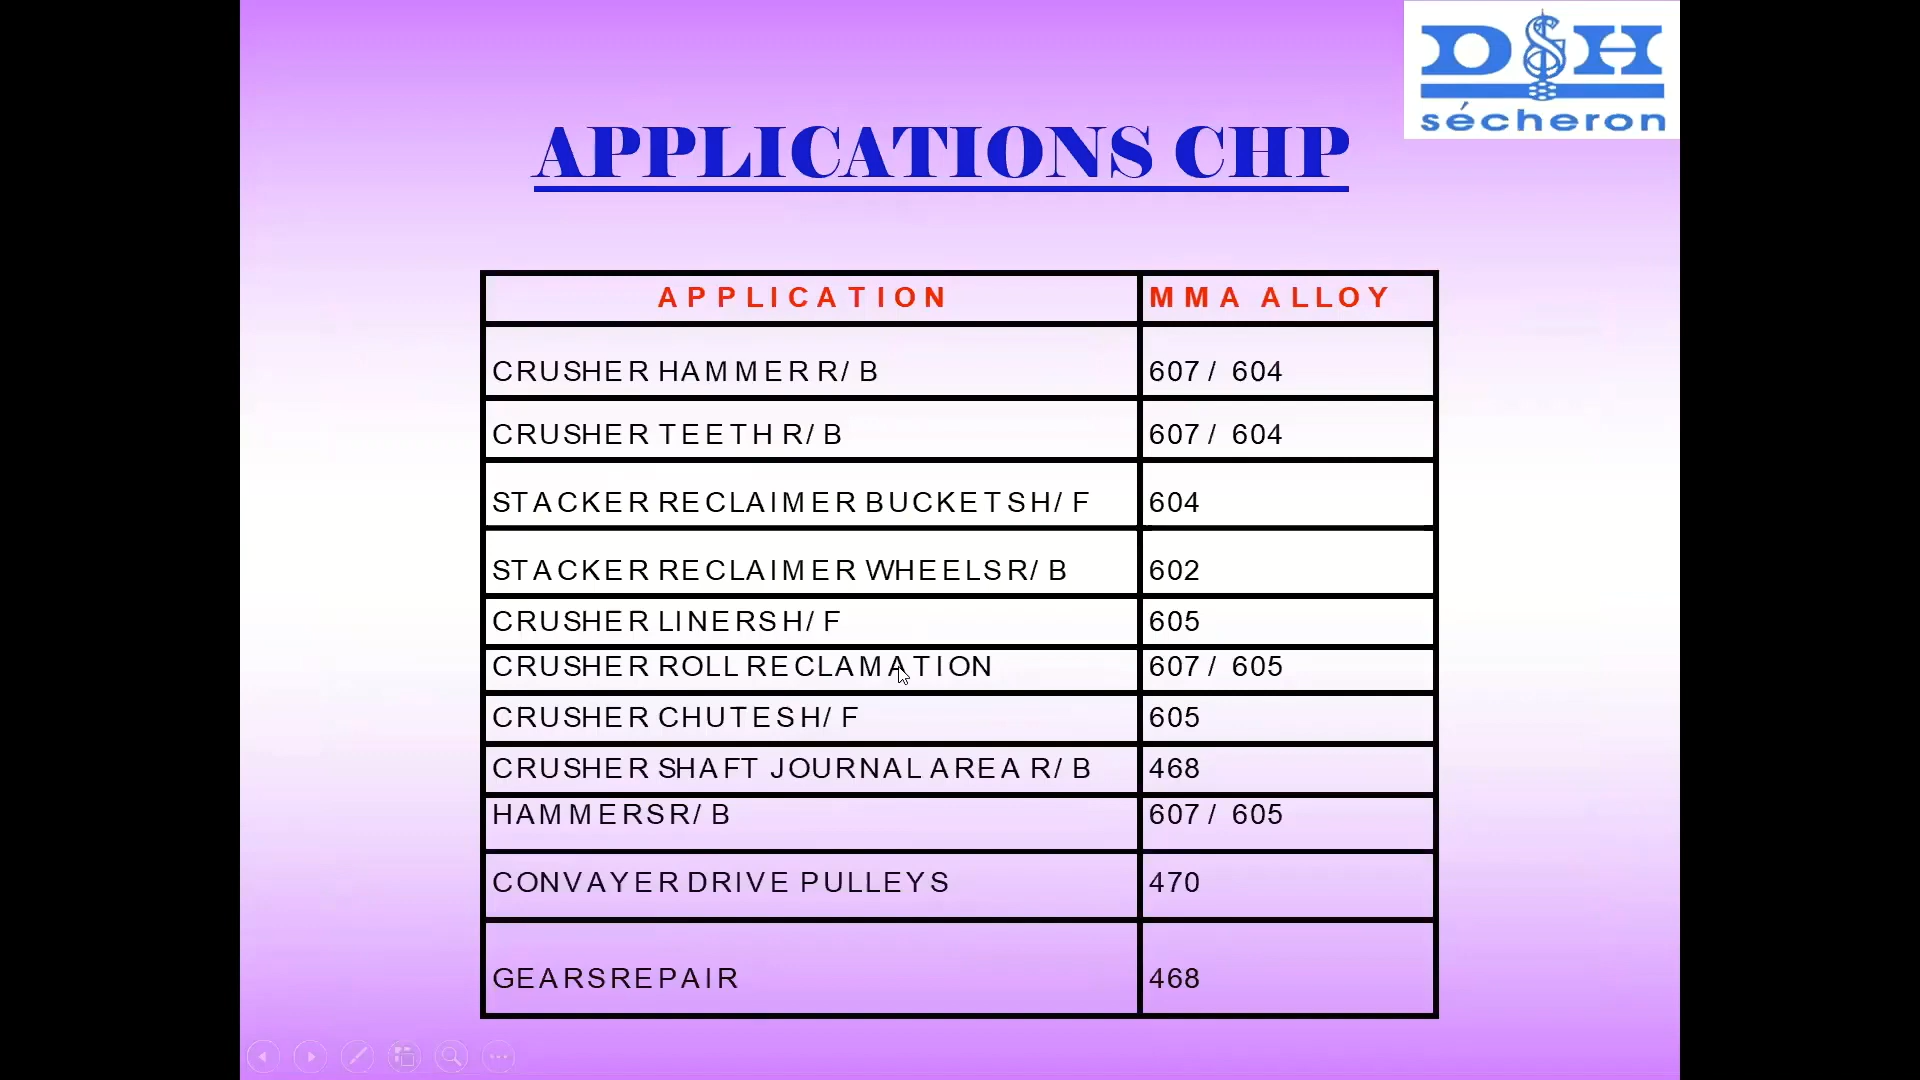 D&H
sécheron
APPLICATIONS CHP
APPLICATION MMA ALLOY
CRUSHER HAMMER R/ B 607 / 604
CRUSHER TEETH R/ B 607 / 604
STACKER RECLAIMER BUCKETS H/ F 604
STACKER RECLAIMER WHEELS R/ B 602
CRUSHER LINERS H/ F 605
CRUSHER ROLL RECLAMATION 607 / 605
CRUSHER CHUTES H/ F 605
CRUSHER SHAFT JOURNAL AREA R/ B 468
HAMMERS R/ B 607 / 605
CONVAYER DRIVE PULLEYS 470
GEARS REPAIR 468